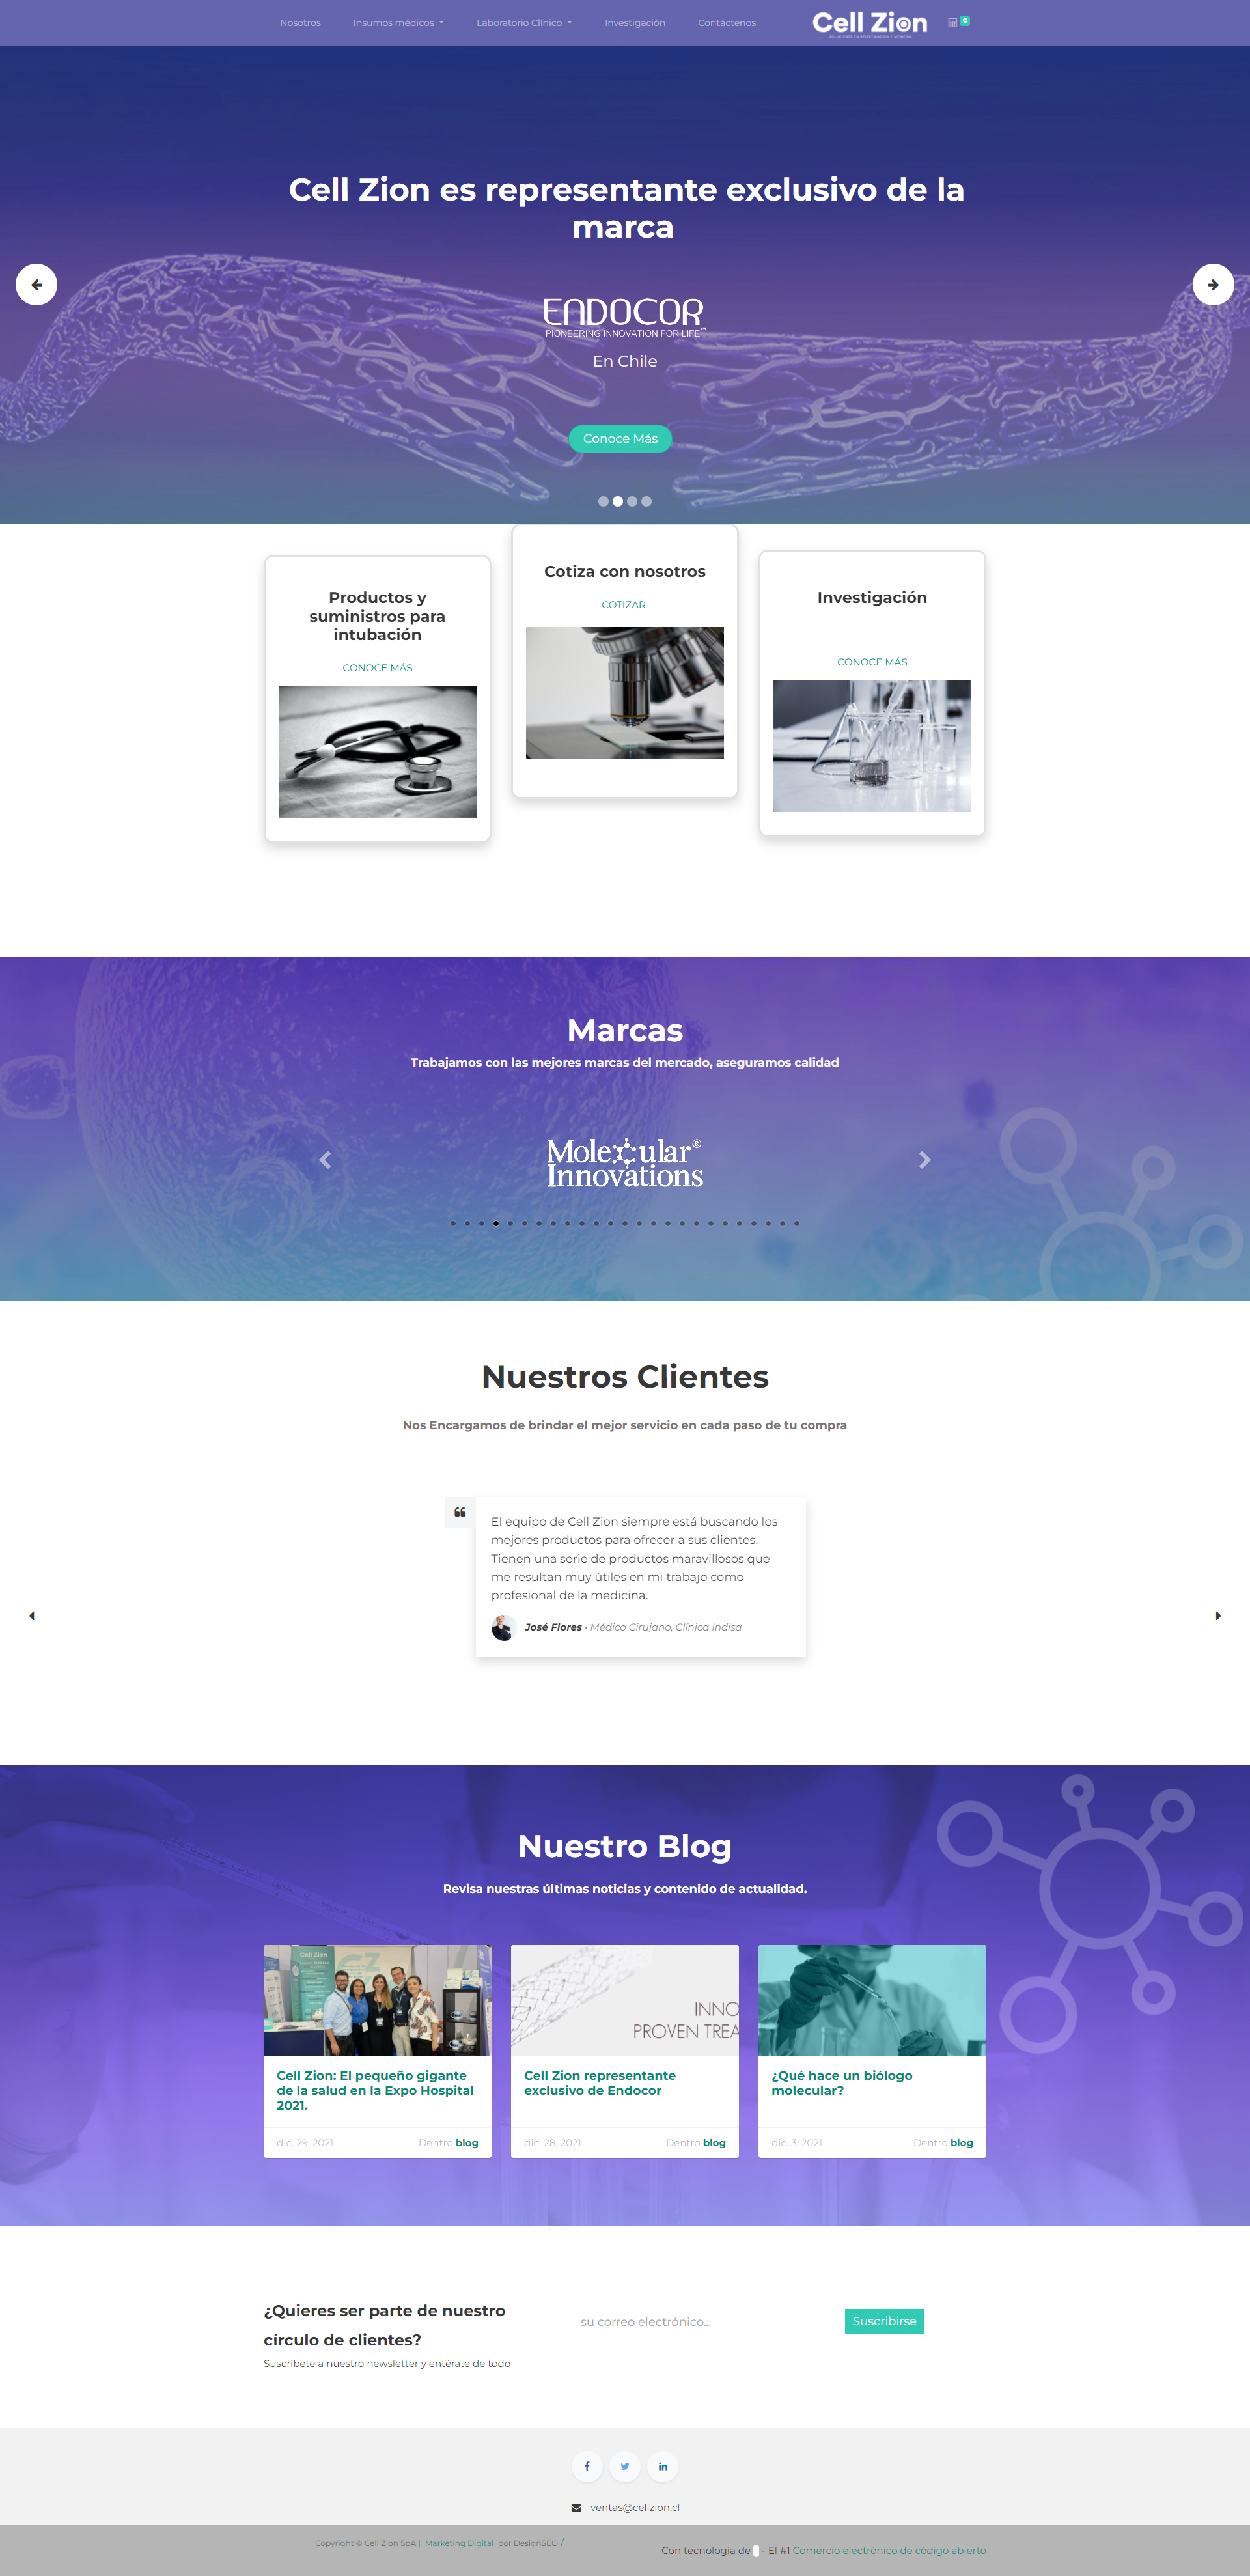 Nosotros
Insumos médicos
Laboratorio Clínico
Investigación
Contáctenos
Cell Zion
0
Cell Zion es representante exclusivo de la
marca
ENDOCOR
PIONEERING INNOVATION FOR LIFE™
En Chile
Conoce Más
Productos y
suministros para
intubación
CONOCE MÁS
Cotiza con nosotros
COTIZAR
Investigación
CONOCE MÁS
Marcas
Trabajamos con las mejores marcas del mercado, aseguramos calidad
Molecular®
Innovations
Nuestros Clientes
Nos Encargamos de brindar el mejor servicio en cada paso de tu compra
El equipo de Cell Zion siempre está buscando los
mejores productos para ofrecer a sus clientes.
Tienen una serie de productos maravillosos que
me resultan muy útiles en mi trabajo como
profesional de la medicina.
José Flores • Médico Cirujano, Clínica Indisa
Nuestro Blog
Revisa nuestras últimas noticias y contenido de actualidad.
Cell Zion
INNO
PROVEN TREA
Cell Zion: El pequeño gigante
de la salud en la Expo Hospital
2021.
dic. 29, 2021 Dentro blog
Cell Zion representante
exclusivo de Endocor
dic. 28, 2021 Dentro blog
¿Qué hace un biólogo
molecular?
dic. 3, 2021 Dentro blog
¿Quieres ser parte de nuestro
círculo de clientes?
Suscríbete a nuestro newsletter y entérate de todo
su correo electrónico...
Suscribirse
ventas@cellzion.cl
Copyright © Cell Zion SpA | Marketing Digital por DesignSEO /
Con tecnología de - El #1 Comercio electrónico de código abierto